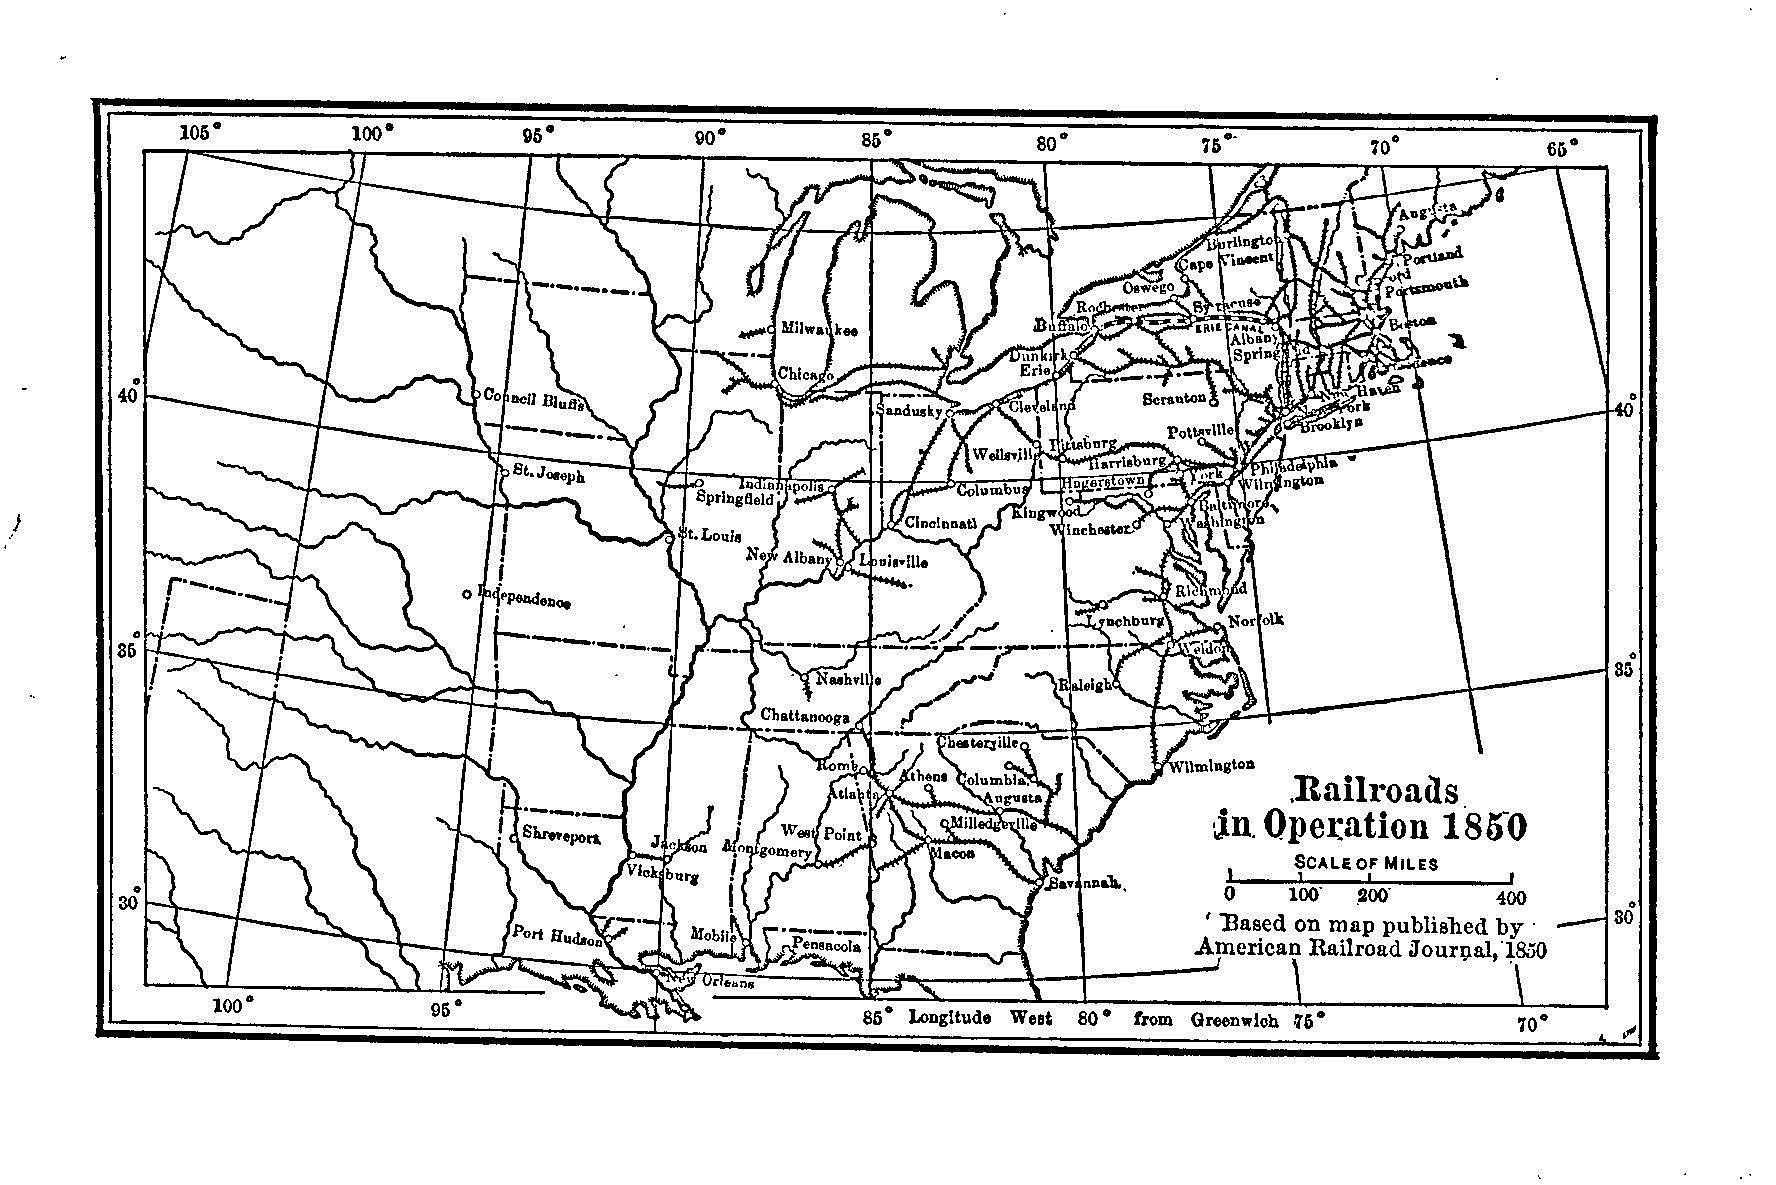 105° 100° 95° 90° 85° 80° 75° 70° 65°
Augusta
Burlington
Cape Vincent
Portland
Oswego
Portsmouth
Rochester
Syracuse
Milwaukee
Buffalo
ERIE CANAL
Boston
Albany
Dunkirk
Spring
Erie
Chicago
40°
Council Bluffs
Scranton
New Haven
Sandusky
Cleveland
York
40°
Brooklyn
Pottsville
Pittsburg
Wellsvill
Harrisburg
Philadelphia
St. Joseph
York
Hagerstown
Wilmington
Indianapolis
Springfield
Columbus
Baltimore
Kingwood
Cincinnati
Winchester
Washington
St. Louis
New Albany
Louisville
Independence
Richmond
Lynchburg
Norfolk
35°
Weldon
35°
Nashville
Raleigh
Chattanooga
Chesterville
Rome
Athens
Columbia
Wilmington
Atlanta
Augusta
Railroads
in Operation 1850
Milledgeville
West Point
Shreveport
Jackson
Montgomery
Macon
SCALE OF MILES
Vicksburg
Savannah
0 100 200 400
30°
30°
Based on map published by
American Railroad Journal, 1850
Port Hudson
Mobile
Pensacola
New Orleans
100° 95° 85° Longitude West 80° from Greenwich 75° 70°